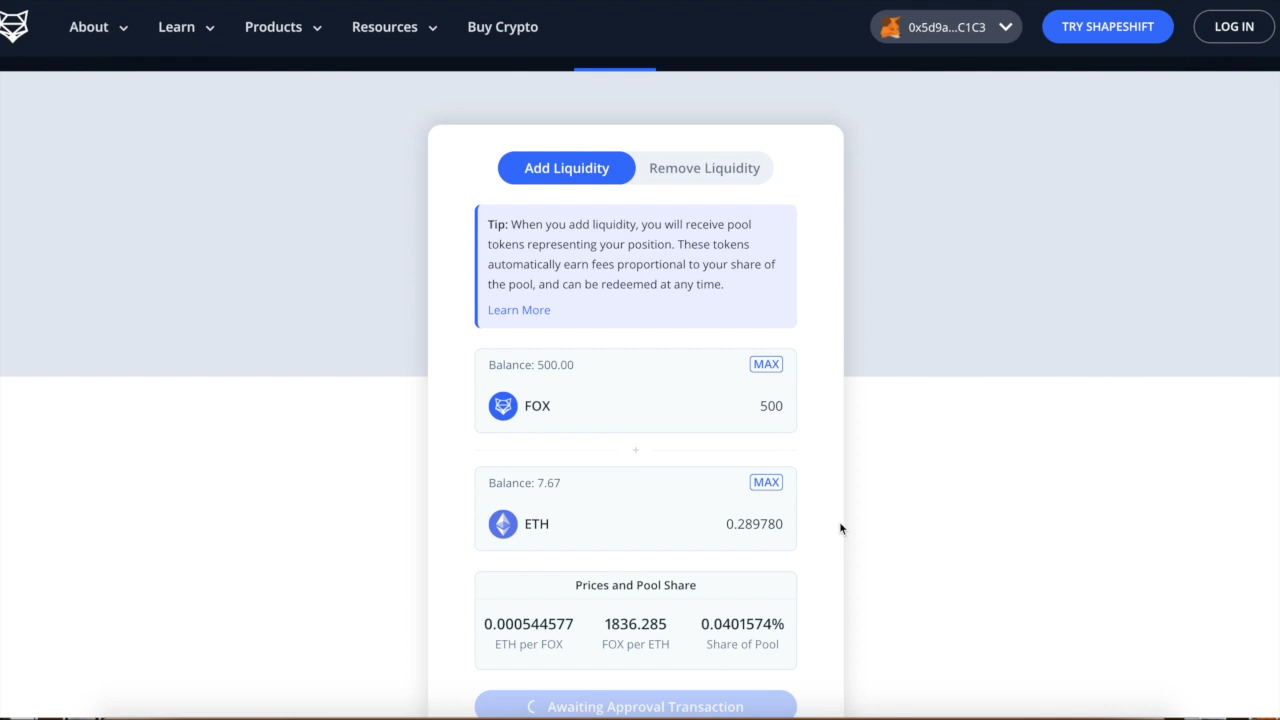 About Learn Products Resources Buy Crypto 0x5d9a...C1C3 TRY SHAPESHIFT LOG IN
Add Liquidity Remove Liquidity
Tip: When you add liquidity, you will receive pool
tokens representing your position. These tokens
automatically earn fees proportional to your share of
the pool, and can be redeemed at any time.
Learn More
Balance: 500.00 MAX
FOX 500
+
Balance: 7.67 MAX
ETH 0.289780
Prices and Pool Share
0.000544577 1836.285 0.0401574%
ETH per FOX FOX per ETH Share of Pool
Awaiting Approval Transaction